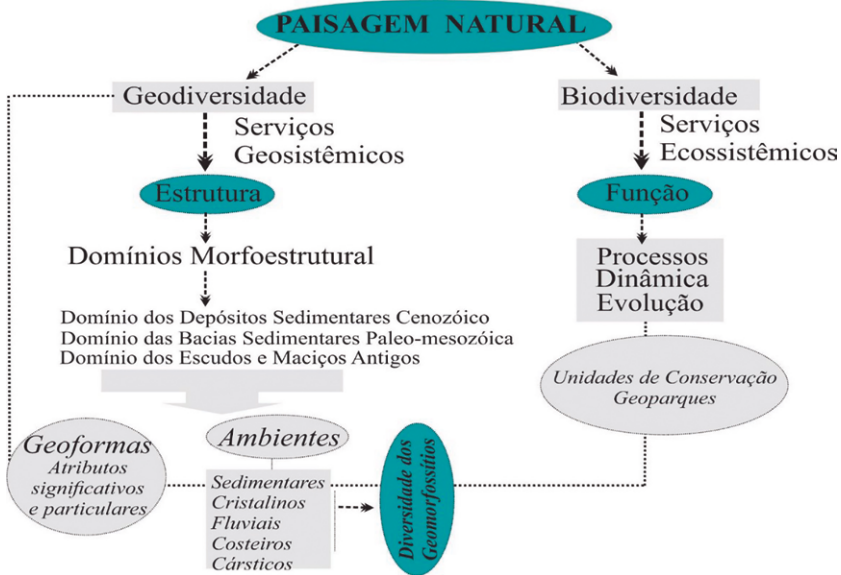 PAISAGEM NATURAL
Geodiversidade
Serviços
Geosistêmicos
Estrutura
Domínios Morfoestrutural
Domínio dos Depósitos Sedimentares Cenozóico
Domínio das Bacias Sedimentares Paleo-mesozóica
Domínio dos Escudos e Maciços Antigos
Biodiversidade
Serviços
Ecossistêmicos
Função
Processos
Dinâmica
Evolução
Unidades de Conservação
Geoparques
Geoformas
Atributos
significativos
e particulares
Ambientes
Sedimentares
Cristalinos
Fluviais
Costeiros
Cársticos
Diversidade dos
Geomorfossítios